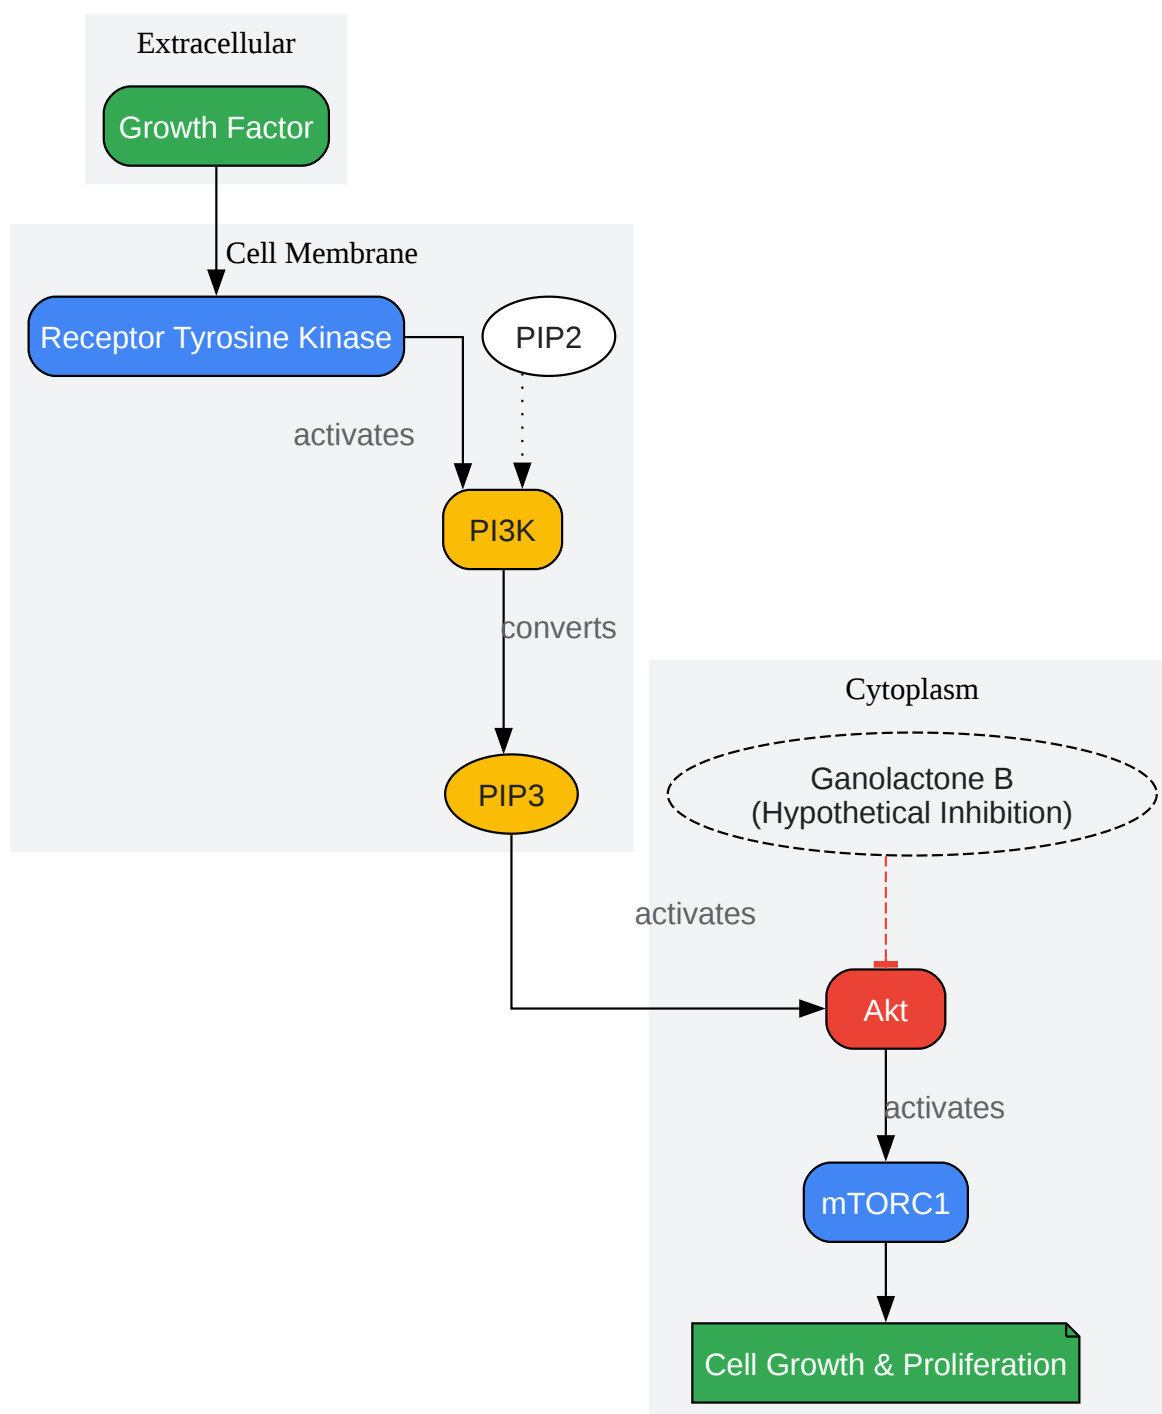 Extracellular
Growth Factor
Cell Membrane
Receptor Tyrosine Kinase
PIP2
activates
PI3K
converts
Cytoplasm
Ganolactone B
(Hypothetical Inhibition)
PIP3
activates
Akt
activates
mTORC1
Cell Growth & Proliferation